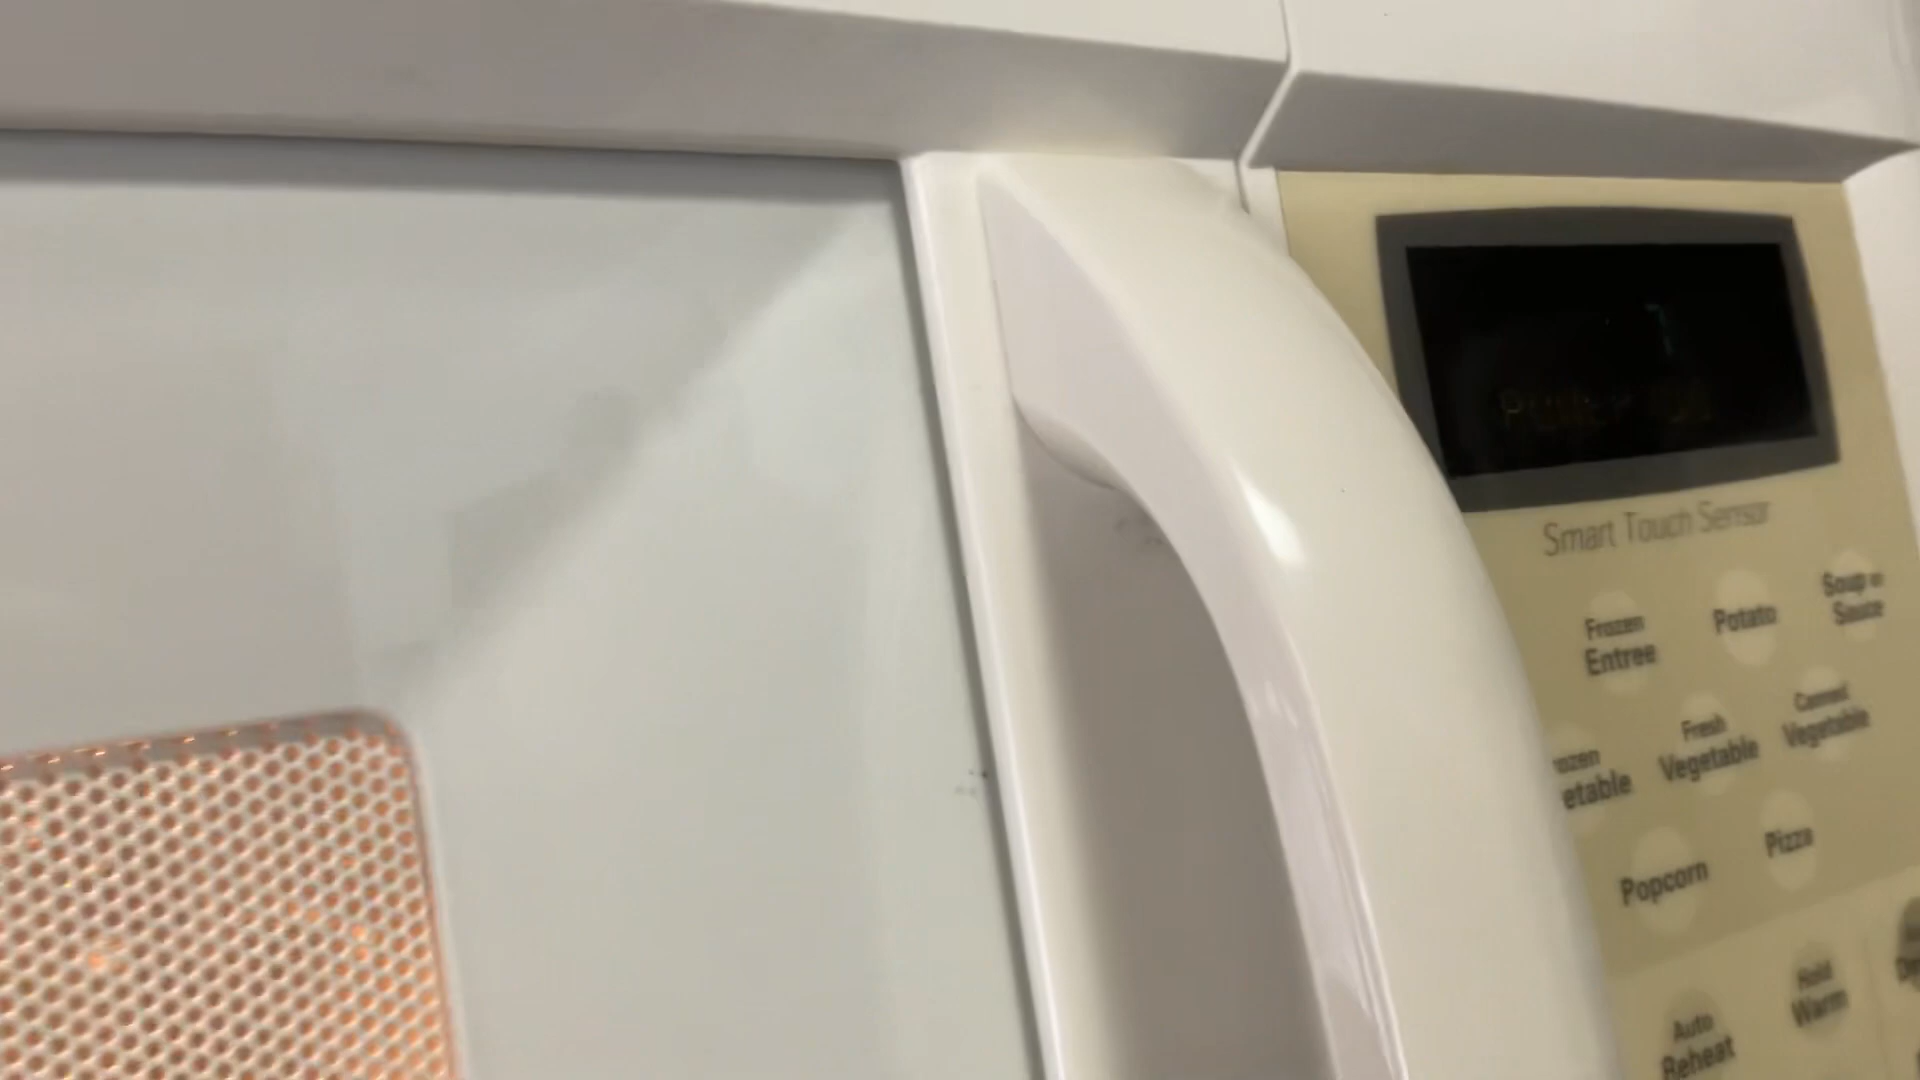 Smart Touch Sensor
Frozen
Entree
Potato
Soup or
Sauce
Fresh
Vegetable
Canned
Vegetable
Popcorn
Pizza
Auto
Reheat
Hold
Warm